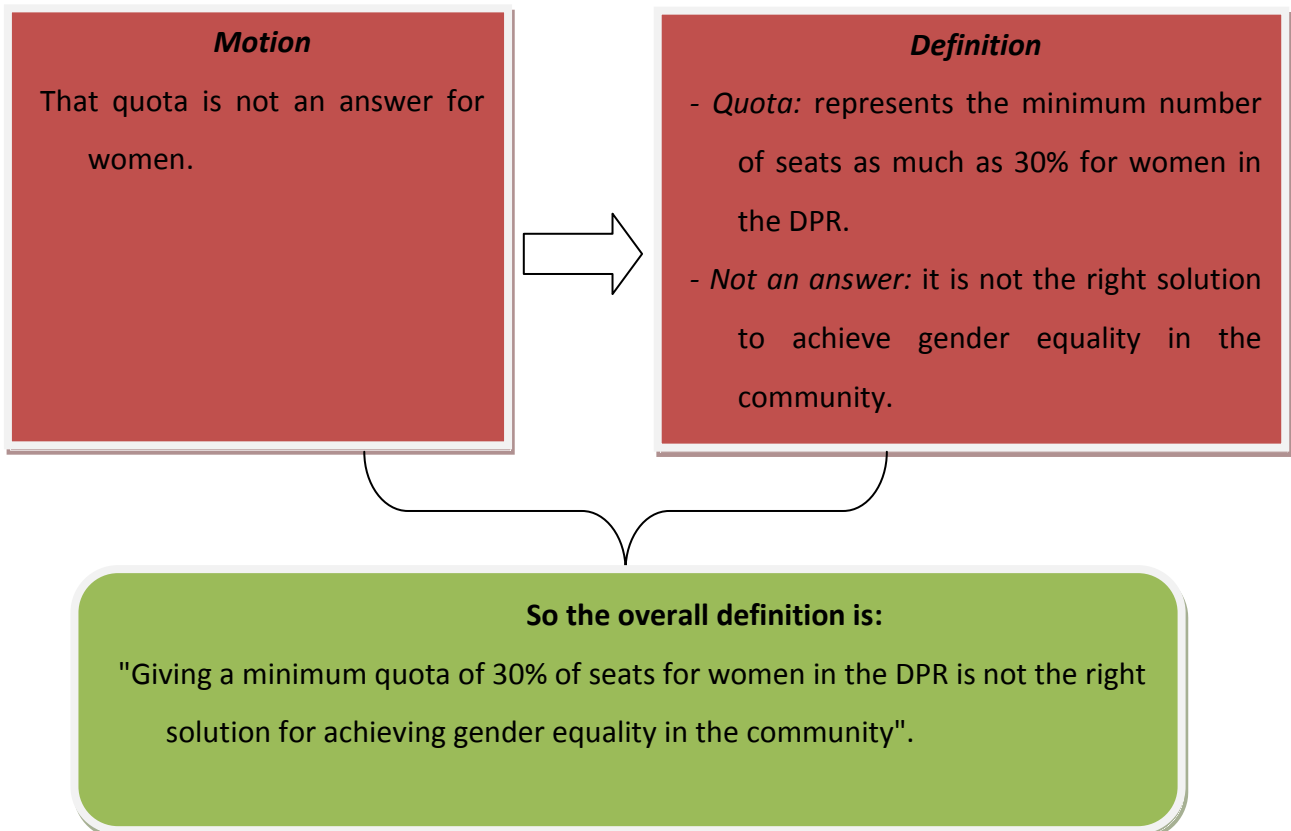 Motion
That quota is not an answer for
women.
Definition
- Quota: represents the minimum number
of seats as much as 30% for women in
the DPR.
- Not an answer: it is not the right solution
to achieve gender equality in the
community.
So the overall definition is:
"Giving a minimum quota of 30% of seats for women in the DPR is not the right
solution for achieving gender equality in the community".